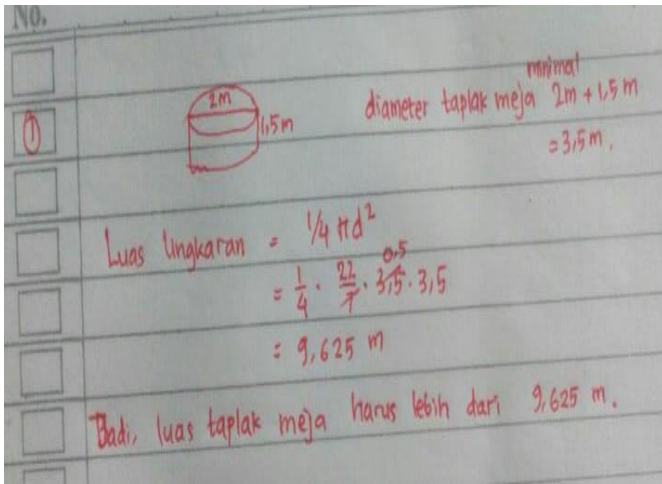 No.
minimal
① 2m 1,5m diameter taplak meja 2m + 1,5 m
= 3,5 m.
Luas lingkaran = 1/4 πd²
= 1/4 . 22/7 . 3,5 . 3,5
0,5
= 9,625 m
Jadi, luas taplak meja harus lebih dari 9,625 m.